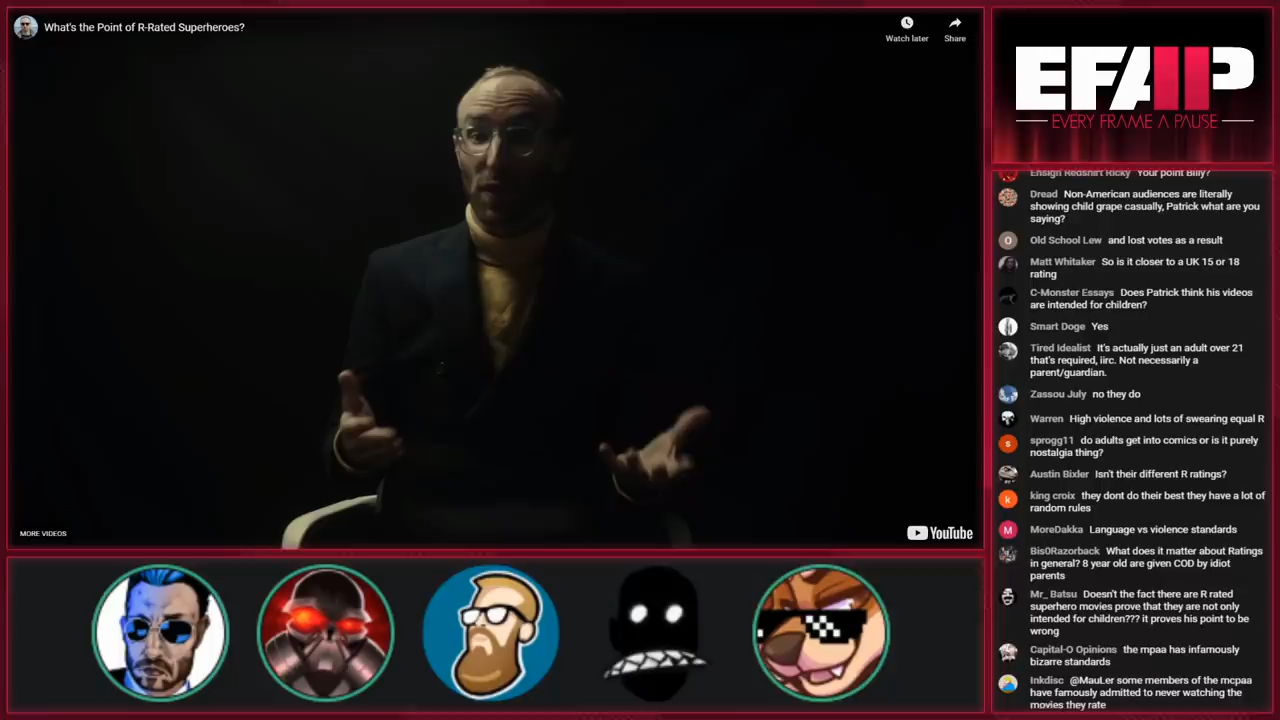 What's the Point of R-Rated Superheroes?
Watch later
Share
MORE VIDEOS
YouTube
EFAP
EVERY FRAME A PAUSE
Ensign Redshirt Ricky Your point Billy?
Dread Non-American audiences are literally
showing child grape casually, Patrick what are you
saying?
O
Old School Lew and lost votes as a result
Matt Whitaker So is it closer to a UK 15 or 18
rating
C-Monster Essays Does Patrick think his videos
are intended for children?
Smart Doge Yes
Tired Idealist It's actually just an adult over 21
that's required, iirc. Not necessarily a
parent/guardian.
Zassou July no they do
Warren High violence and lots of swearing equal R
s
sprogg11 do adults get into comics or is it purely
nostalgia thing?
Austin Bixler Isn't their different R ratings?
k
king croix they dont do their best they have a lot of
random rules
M
MoreDakka Language vs violence standards
Bis0Razorback What does it matter about Ratings
in general? 8 year old are given COD by idiot
parents
Mr_ Batsu Doesn't the fact there are R rated
superhero movies prove that they are not only
intended for children??? it proves his point to be
wrong
Capital-O Opinions the mpaa has infamously
bizarre standards
Inkdisc @MauLer some members of the mcpaa
have famously admitted to never watching the
movies they rate